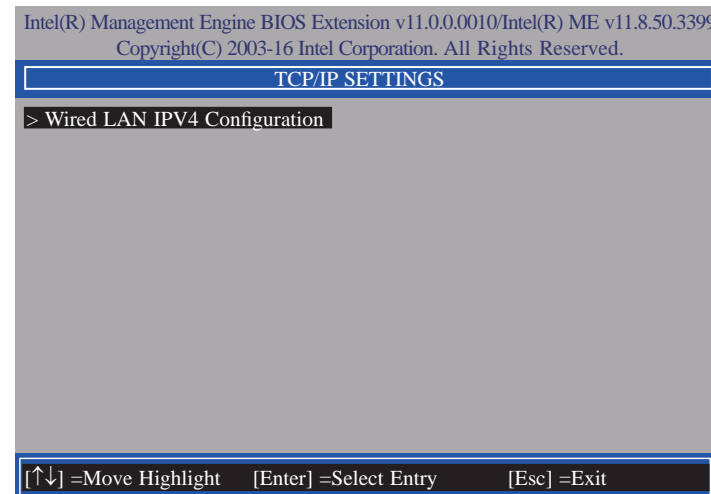 Intel(R) Management Engine BIOS Extension v11.0.0.0010/Intel(R) ME v11.8.50.3399
Copyright(C) 2003-16 Intel Corporation. All Rights Reserved.
TCP/IP SETTINGS
> Wired LAN IPV4 Configuration
[↑↓] =Move Highlight [Enter] =Select Entry [Esc] =Exit